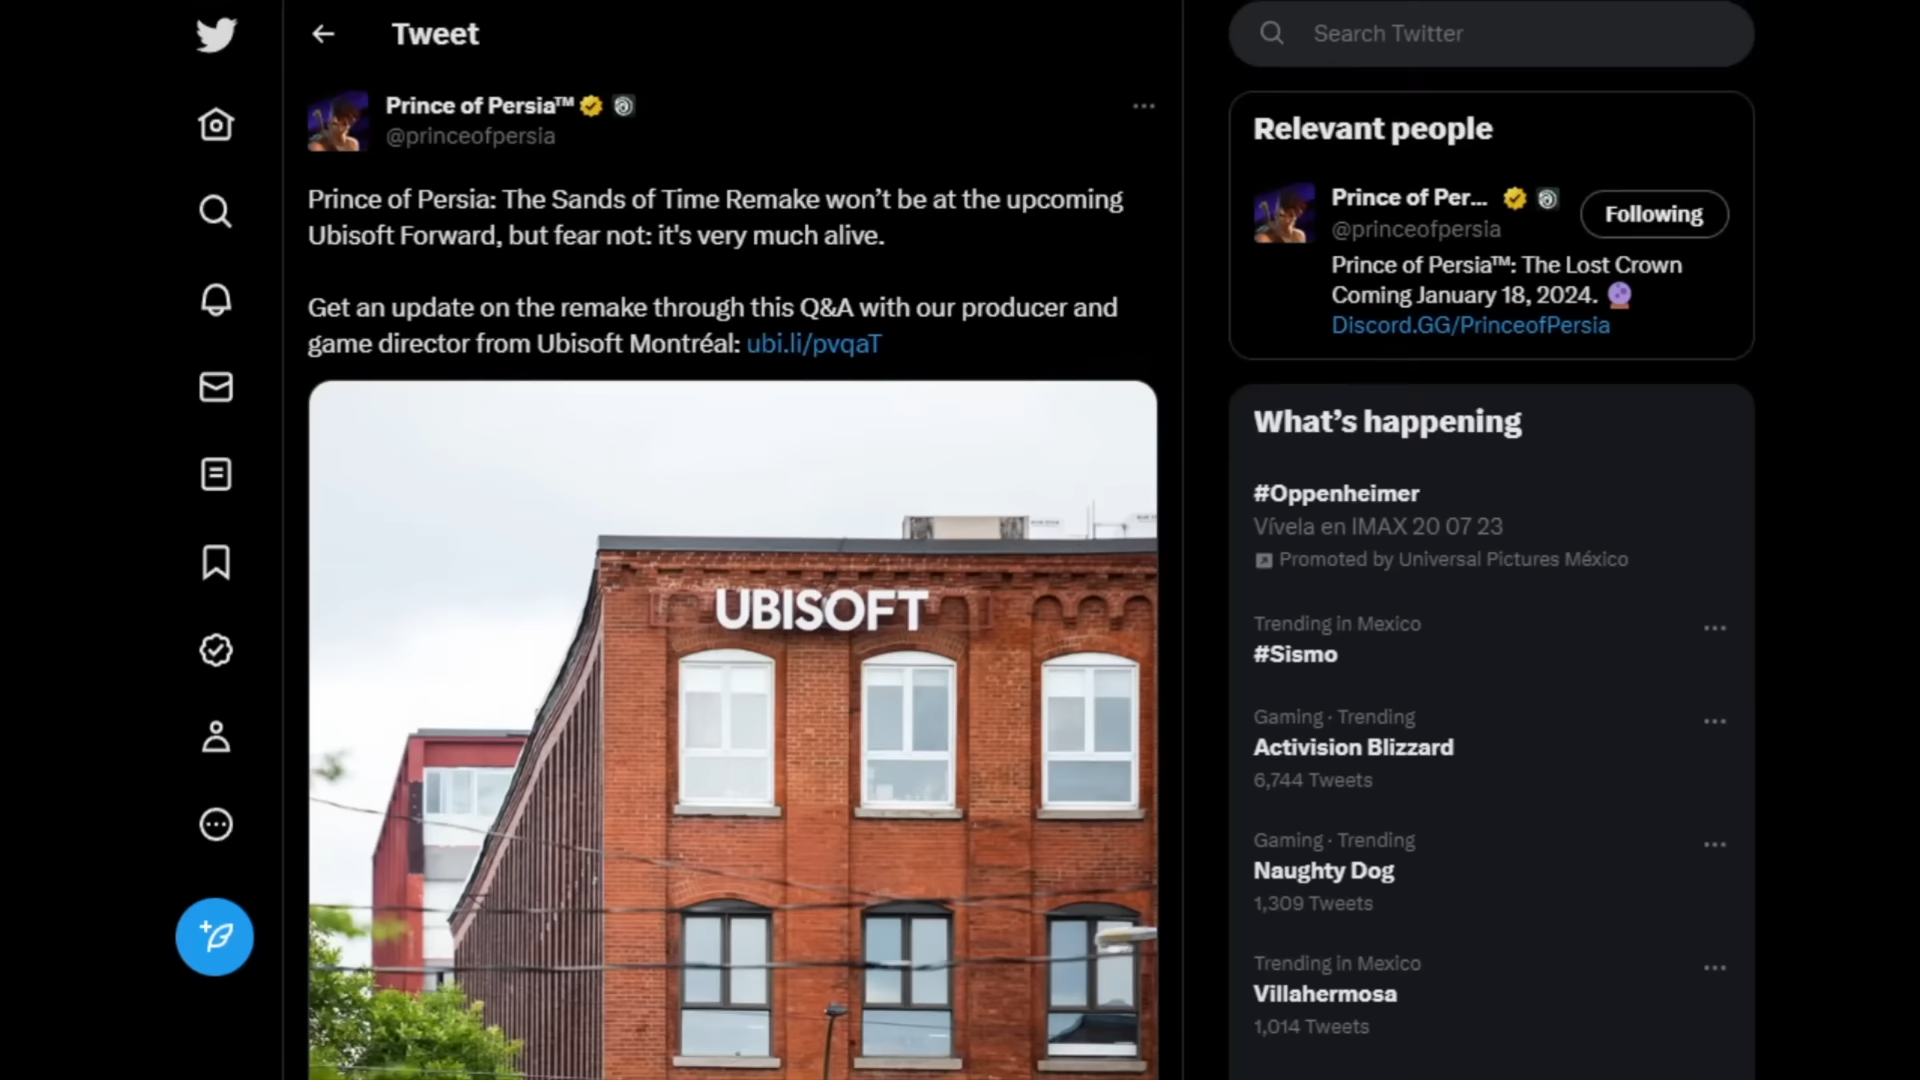 Tweet
Prince of Persia™
@princeofpersia
Prince of Persia: The Sands of Time Remake won’t be at the upcoming
Ubisoft Forward, but fear not: it's very much alive.
Get an update on the remake through this Q&A with our producer and
game director from Ubisoft Montréal: ubi.li/pvqaT
UBISOFT
Search Twitter
Relevant people
Prince of Per...
@princeofpersia
Following
Prince of Persia™: The Lost Crown
Coming January 18, 2024.
Discord.GG/PrinceofPersia
What’s happening
#Oppenheimer
Vívela en IMAX 20 07 23
Promoted by Universal Pictures México
Trending in Mexico
#Sismo
Gaming · Trending
Activision Blizzard
6,744 Tweets
Gaming · Trending
Naughty Dog
1,309 Tweets
Trending in Mexico
Villahermosa
1,014 Tweets